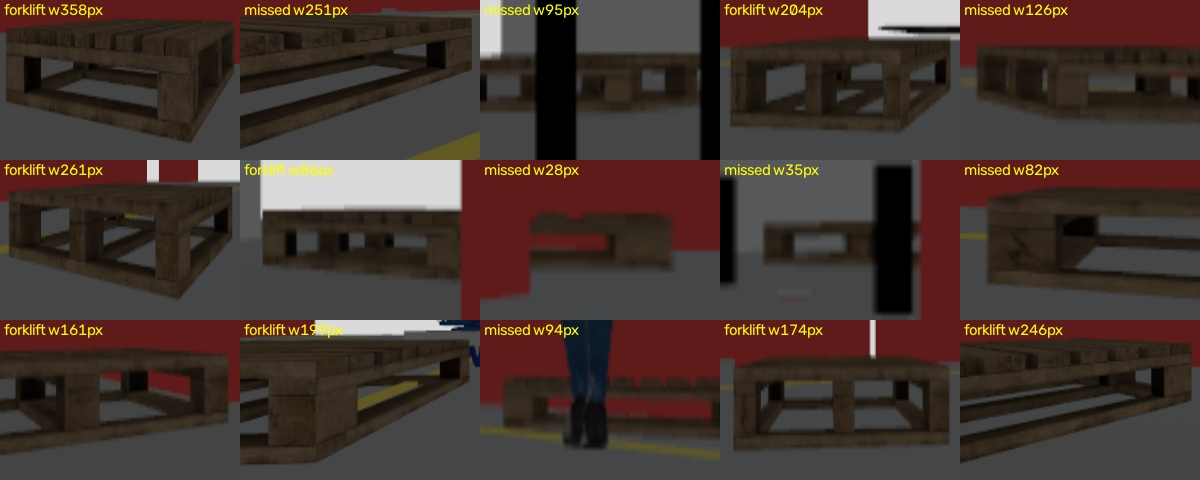 forklift w358px
missed w251px
missed w95px
forklift w204px
missed w126px
forklift w261px
forklift w86px
missed w28px
missed w35px
missed w82px
forklift w161px
forklift w199px
missed w94px
forklift w174px
forklift w246px